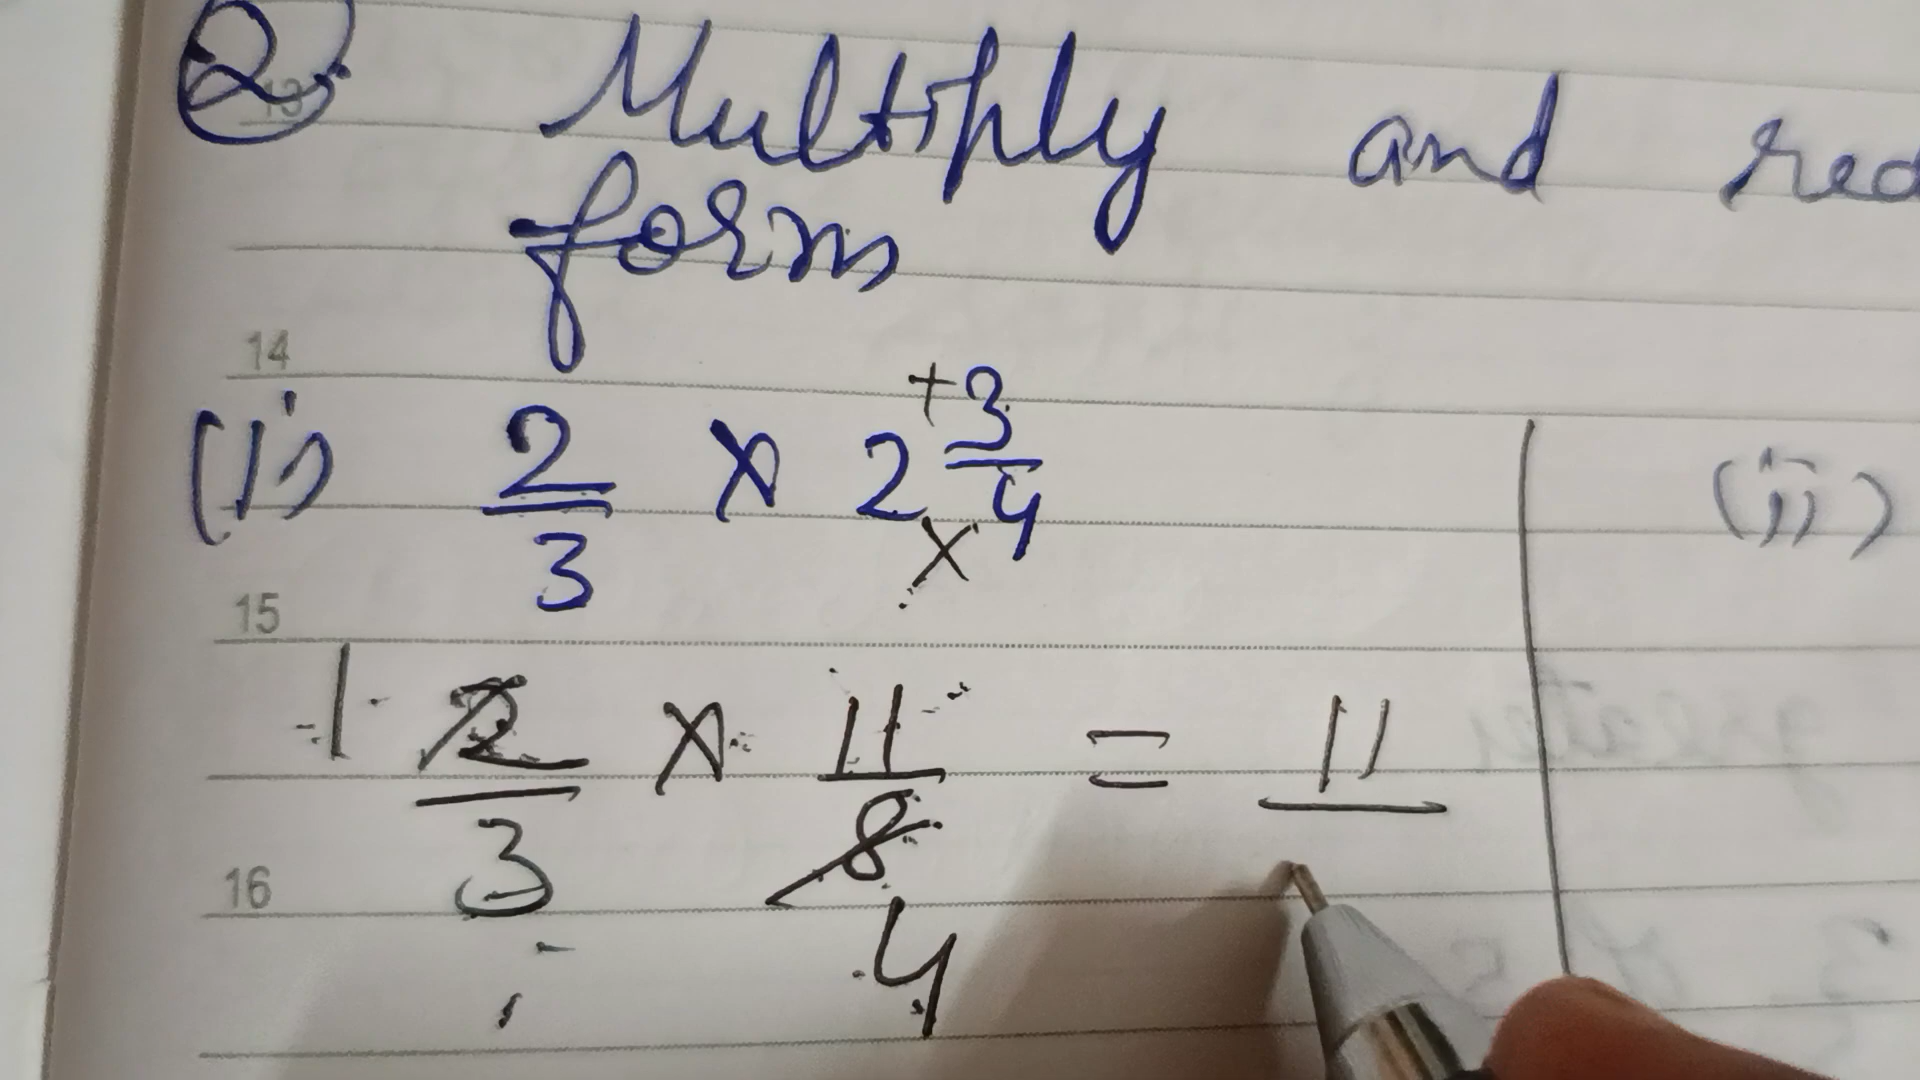 Q. 13 Multiply and red
form
14
(i) 2/3 × 2 +3/4 (ii)
×
15
1 2/3 × 11/8 = 11
16
4